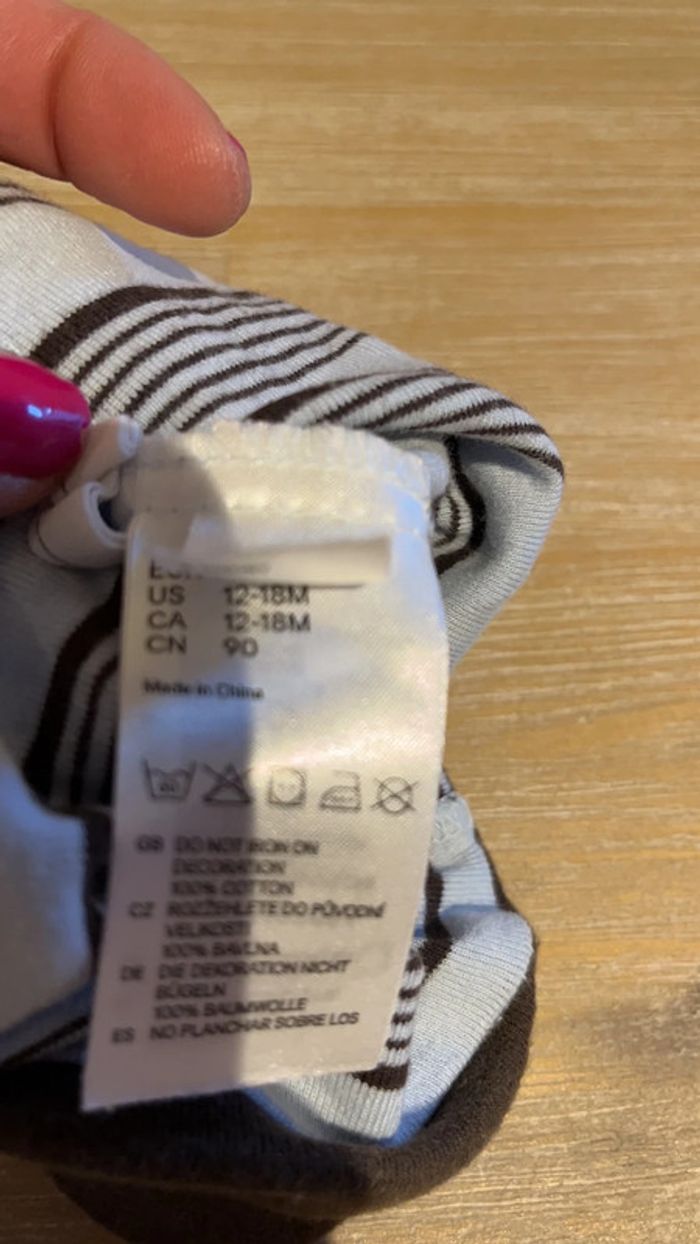 US 12-18M
CA 12-18M
CN 90
Made in China
GB DO NOT IRON ON
DECORATION
100% COTTON
CZ ROZŽEHLETE DO PŮVODNÍ
VELIKOSTI
100% BAVLNA
DE DIE DEKORATION NICHT
BÜGELN
100% BAUMWOLLE
ES NO PLANCHAR SOBRE LOS